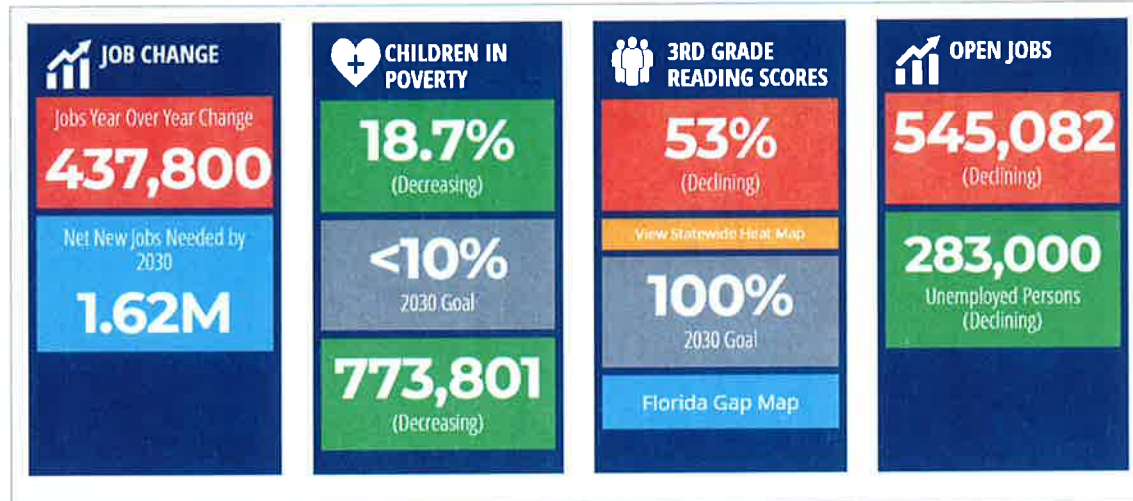 JOB CHANGE
Jobs Year Over Year Change
437,800
Net New Jobs Needed by
2030
1.62M
CHILDREN IN
POVERTY
18.7%
(Decreasing)
<10%
2030 Goal
773,801
(Decreasing)
3RD GRADE
READING SCORES
53%
(Declining)
View Statewide Heat Map
100%
2030 Goal
Florida Gap Map
OPEN JOBS
545,082
(Declining)
283,000
Unemployed Persons
(Declining)